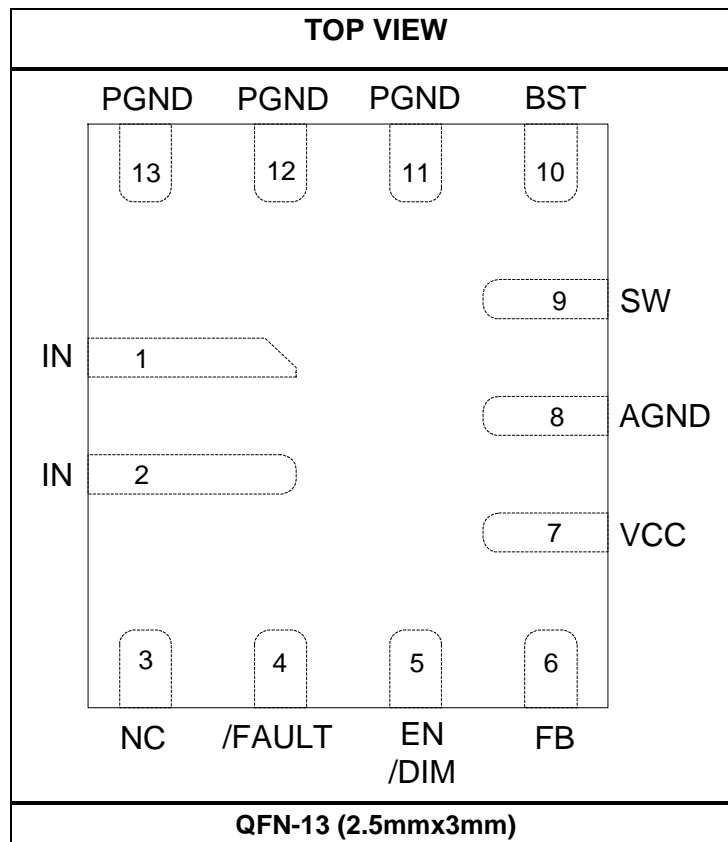 TOP VIEW
PGND PGND PGND BST
13 12 11 10
9 SW
IN 1
8 AGND
IN 2
7 VCC
3 4 5 6
NC /FAULT EN FB
/DIM
QFN-13 (2.5mmx3mm)